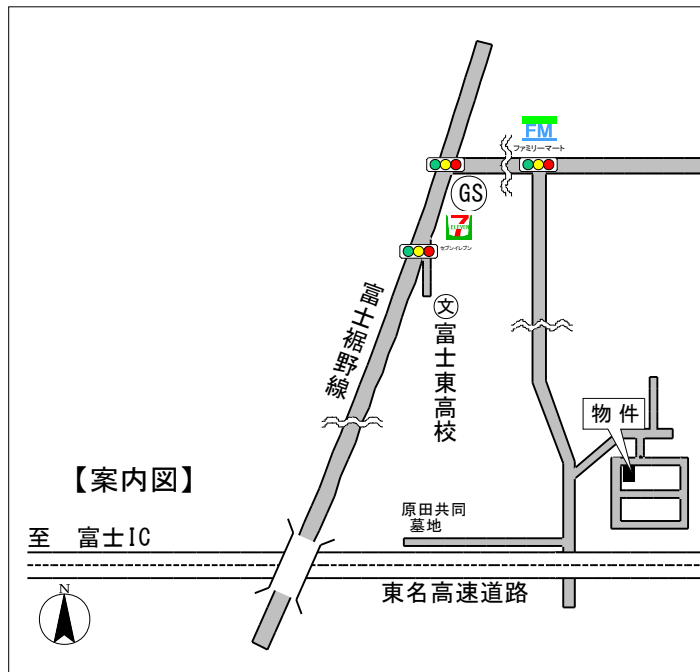 FM
ファミリーマート
GS
7
ELEVEN
セブンイレブン
文
富士東高校
富士裾野線
物件
【案内図】
原田共同
墓地
至 富士IC
東名高速道路
N